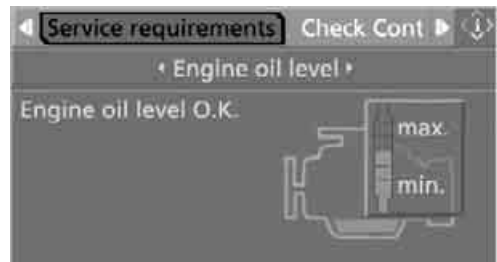 Service requirements Check Cont
Engine oil level
Engine oil level O.K.
max.
min.